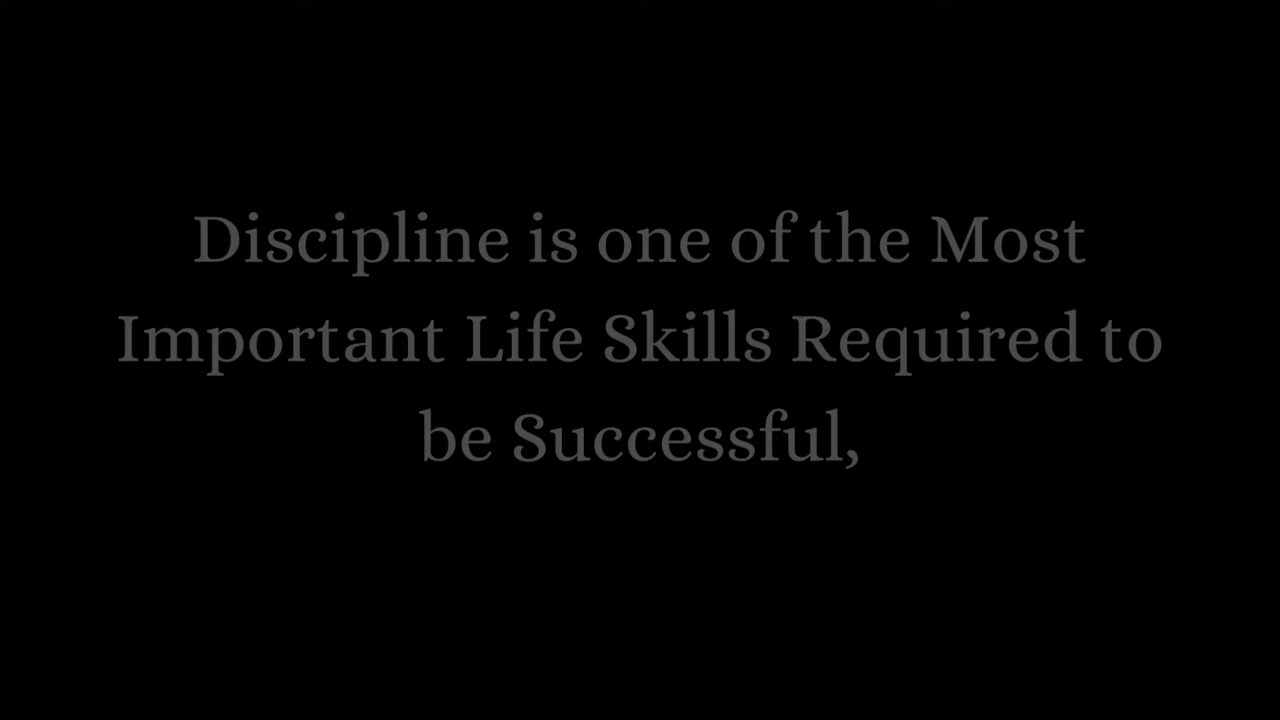 Discipline is one of the Most
Important Life Skills Required to
be Successful,